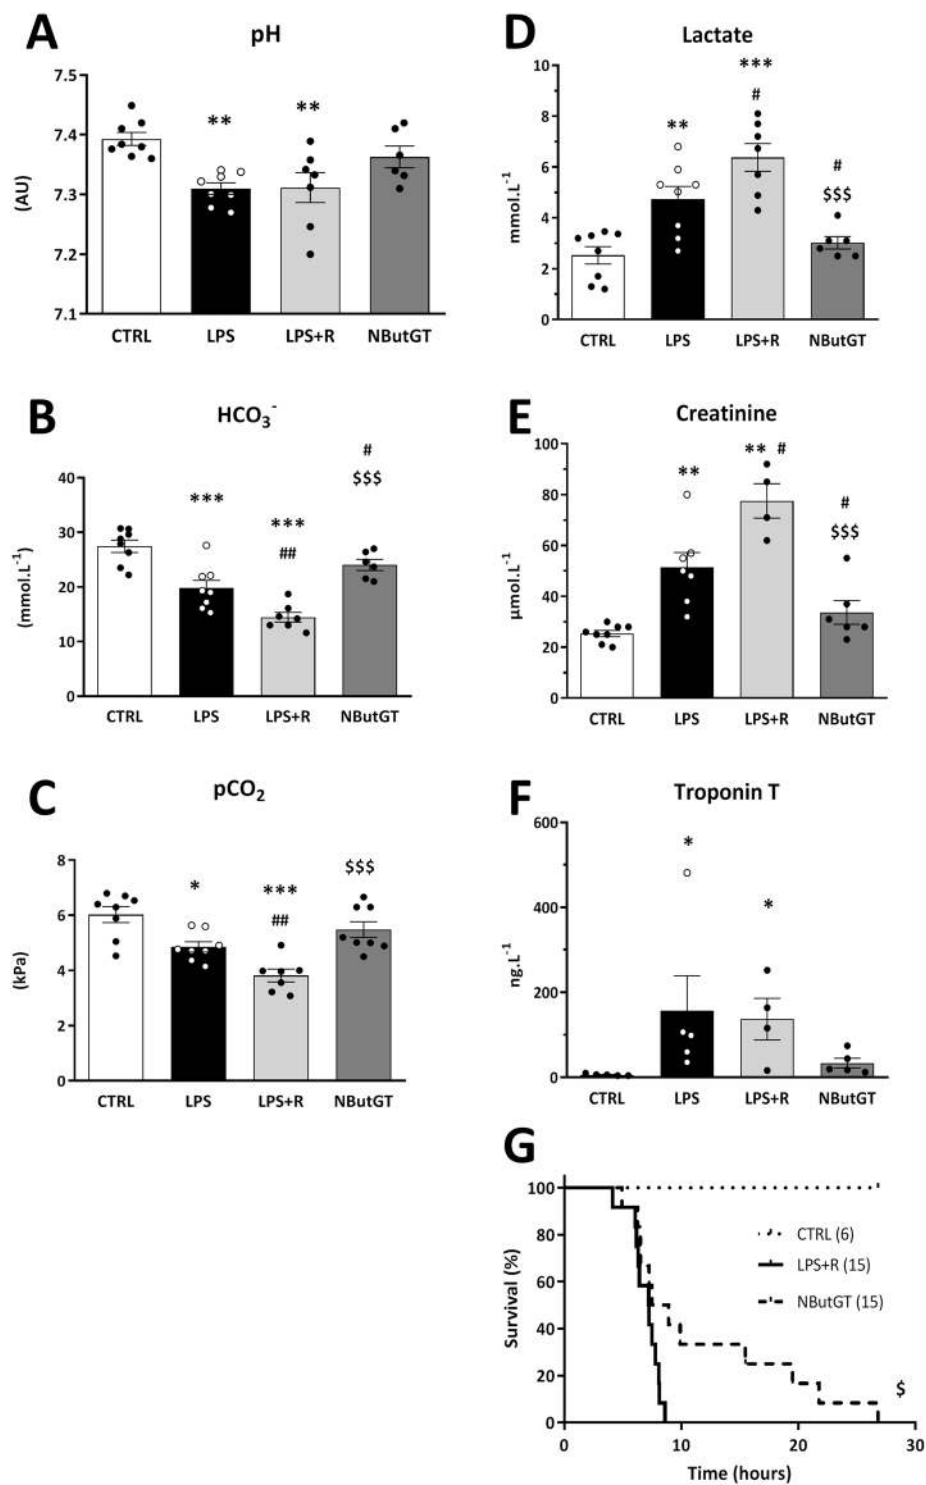 A
pH
7.5
7.4
7.3
7.2
7.1
(AU)
**
**
CTRL
LPS
LPS+R
NButGT
B
HCO3-
40
30
20
10
0
(mmol.L-1)
***
***
##
#
$$$
CTRL
LPS
LPS+R
NButGT
C
pCO2
8
6
4
2
0
(kPa)
*
***
##
$$$
CTRL
LPS
LPS+R
NButGT
D
Lactate
10
8
6
4
2
0
mmol.L-1
**
***
#
#
$$$
CTRL
LPS
LPS+R
NButGT
E
Creatinine
100
80
60
40
20
0
µmol.L-1
**
** #
#
$$$
CTRL
LPS
LPS+R
NButGT
F
Troponin T
600
400
200
0
ng.L-1
*
*
CTRL
LPS
LPS+R
NButGT
G
100
80
60
40
20
0
Survival (%)
CTRL (6)
LPS+R (15)
NButGT (15)
$
0
10
20
30
Time (hours)